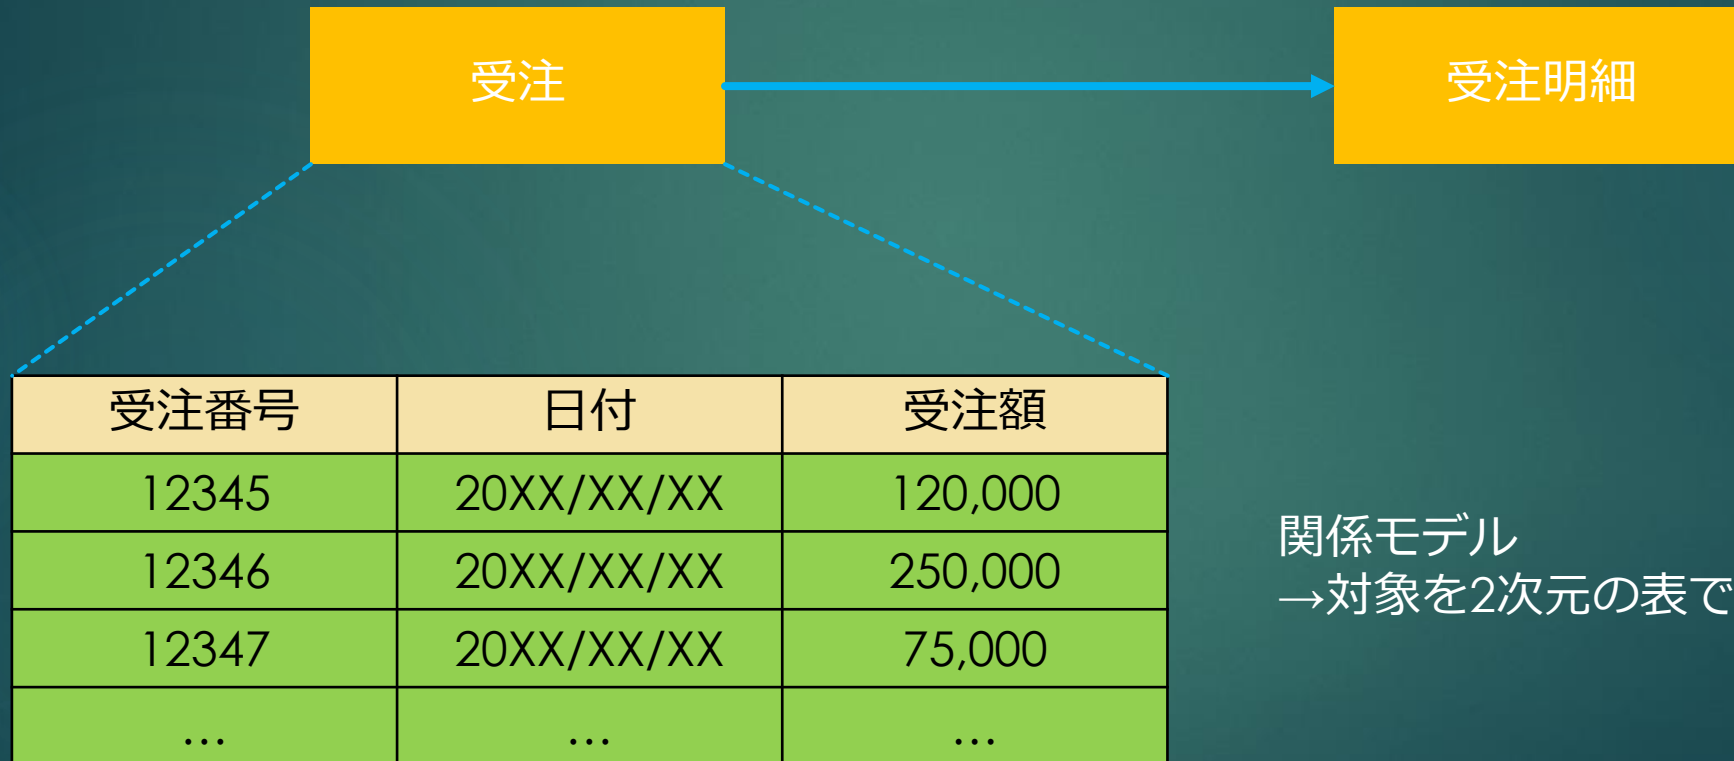 受注
受注明細
受注番号 日付 受注額
12345 20XX/XX/XX 120,000
12346 20XX/XX/XX 250,000
12347 20XX/XX/XX 75,000
… … …
関係モデル
→対象を2次元の表で